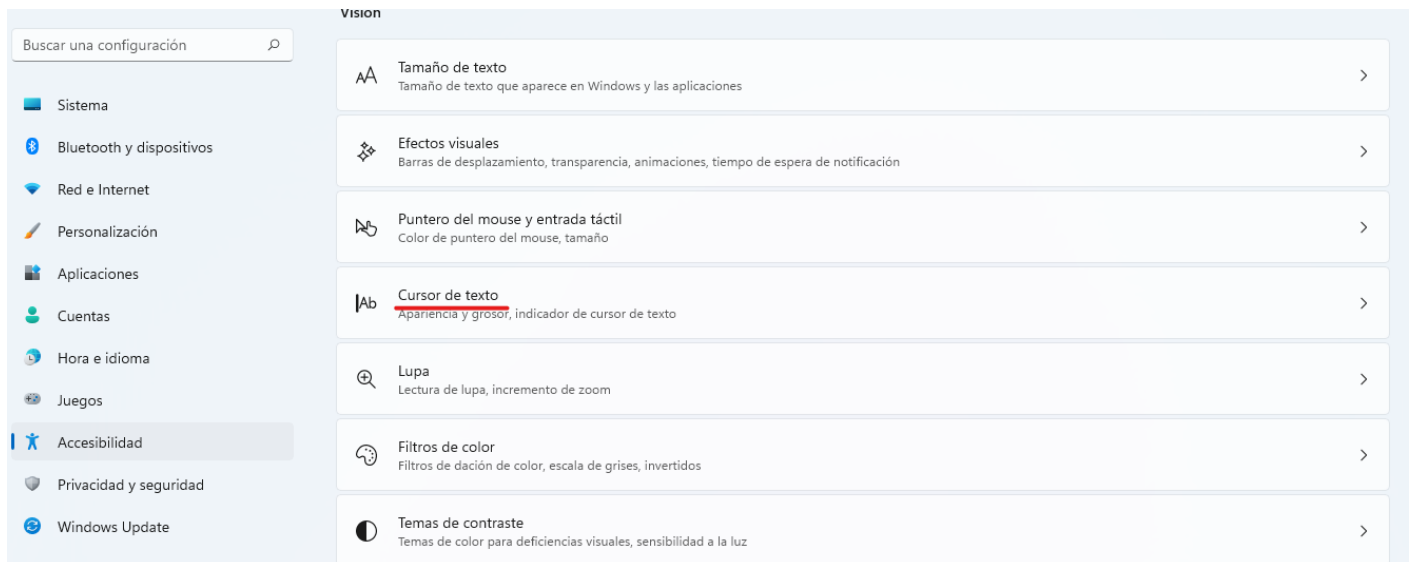 Visión
Buscar una configuración
Sistema
Bluetooth y dispositivos
Red e Internet
Personalización
Aplicaciones
Cuentas
Hora e idioma
Juegos
Accesibilidad
Privacidad y seguridad
Windows Update
Tamaño de texto
Tamaño de texto que aparece en Windows y las aplicaciones
Efectos visuales
Barras de desplazamiento, transparencia, animaciones, tiempo de espera de notificación
Puntero del mouse y entrada táctil
Color de puntero del mouse, tamaño
Ab
Cursor de texto
Apariencia y grosor, indicador de cursor de texto
Lupa
Lectura de lupa, incremento de zoom
Filtros de color
Filtros de dación de color, escala de grises, invertidos
Temas de contraste
Temas de color para deficiencias visuales, sensibilidad a la luz